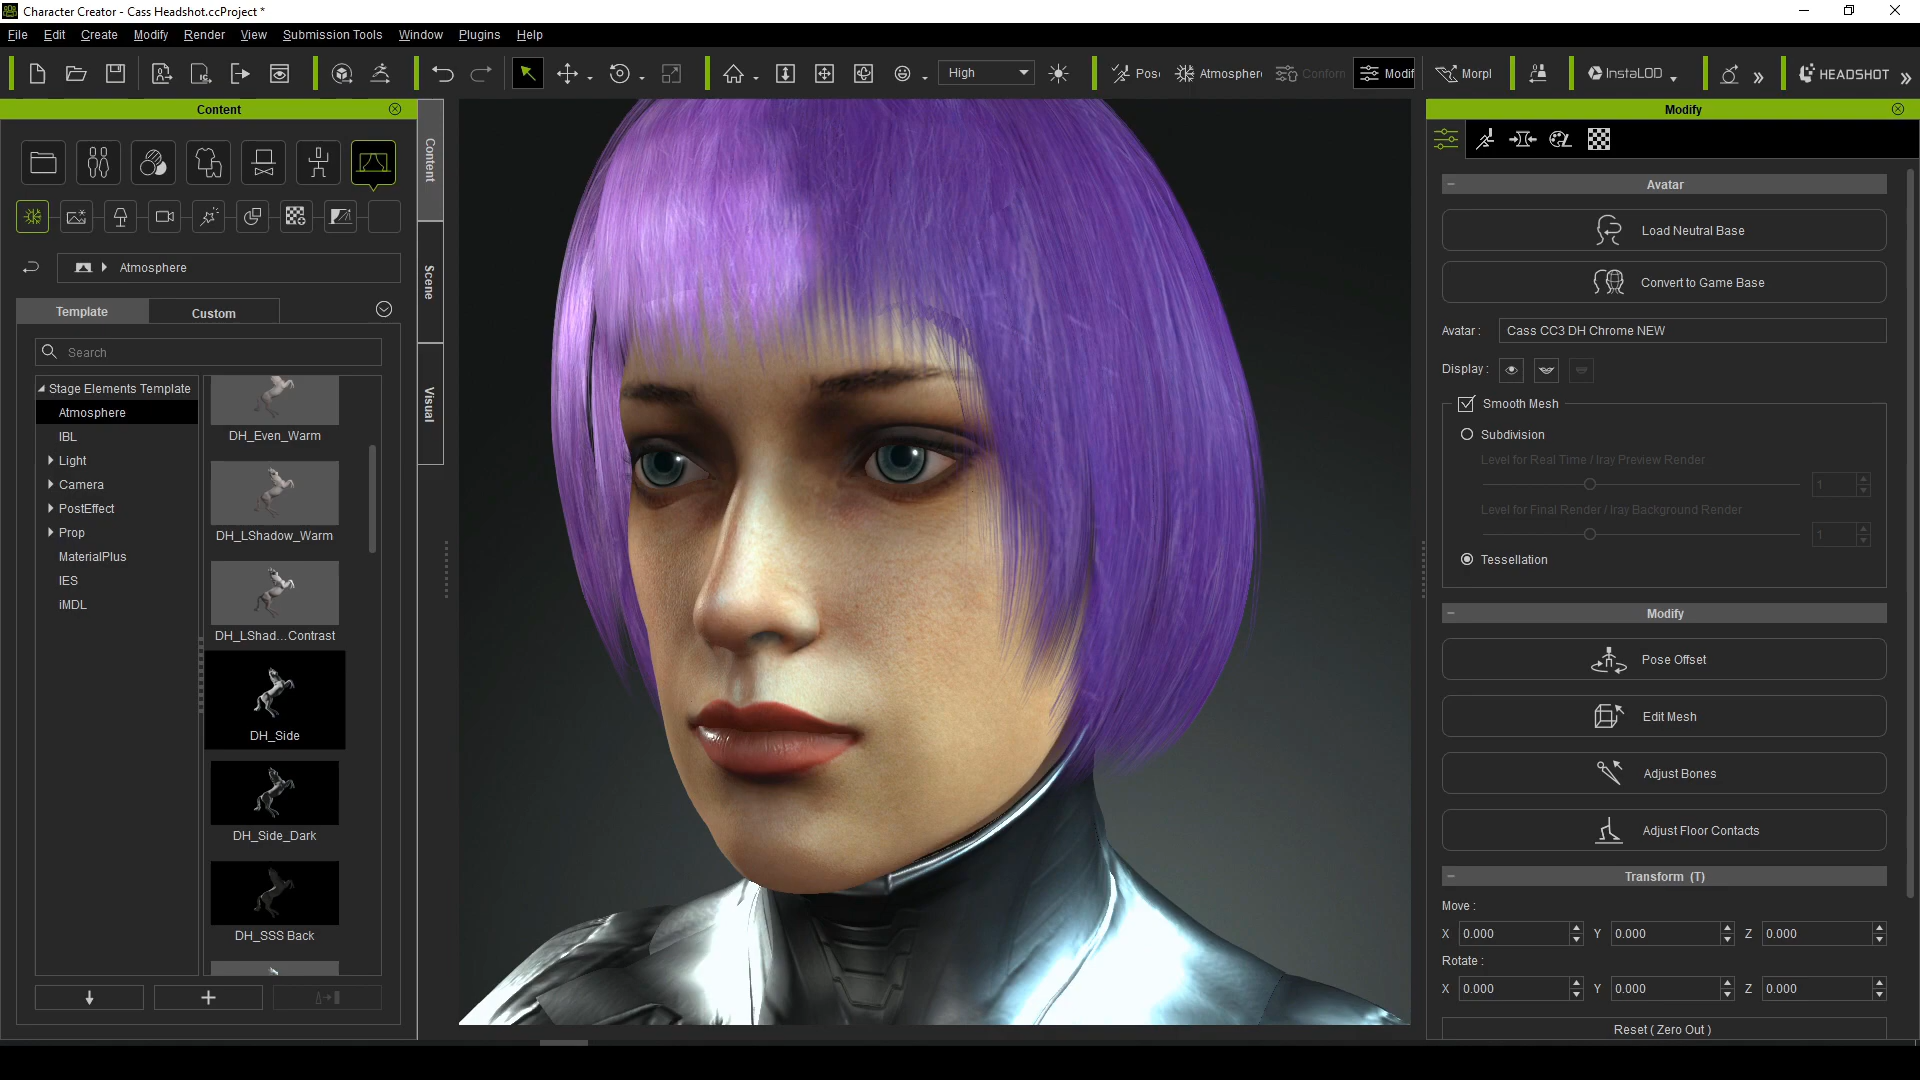 Character Creator - Cass Headshot.ccProject *
File Edit Create Modify Render View Submission Tools Window Plugins Help
High
Pos
Atmospher
Conforn
Modif
Morpl
InstaLOD
HEADSHOT
Content
Atmosphere
Template
Custom
Search
Stage Elements Template
Atmosphere
IBL
Light
Camera
PostEffect
Prop
MaterialPlus
IES
iMDL
DH_Even_Warm
DH_LShadow_Warm
DH_LShad...Contrast
DH_Side
DH_Side_Dark
DH_SSS Back
Content
Scene
Visual
Modify
Avatar
Load Neutral Base
Convert to Game Base
Avatar : Cass CC3 DH Chrome NEW
Display :
Smooth Mesh
Subdivision
Level for Real Time / Iray Preview Render
1
Level for Final Render / Iray Background Render
1
Tessellation
Modify
Pose Offset
Edit Mesh
Adjust Bones
Adjust Floor Contacts
Transform (T)
Move :
X 0.000 Y 0.000 Z 0.000
Rotate :
X 0.000 Y 0.000 Z 0.000
Reset ( Zero Out )